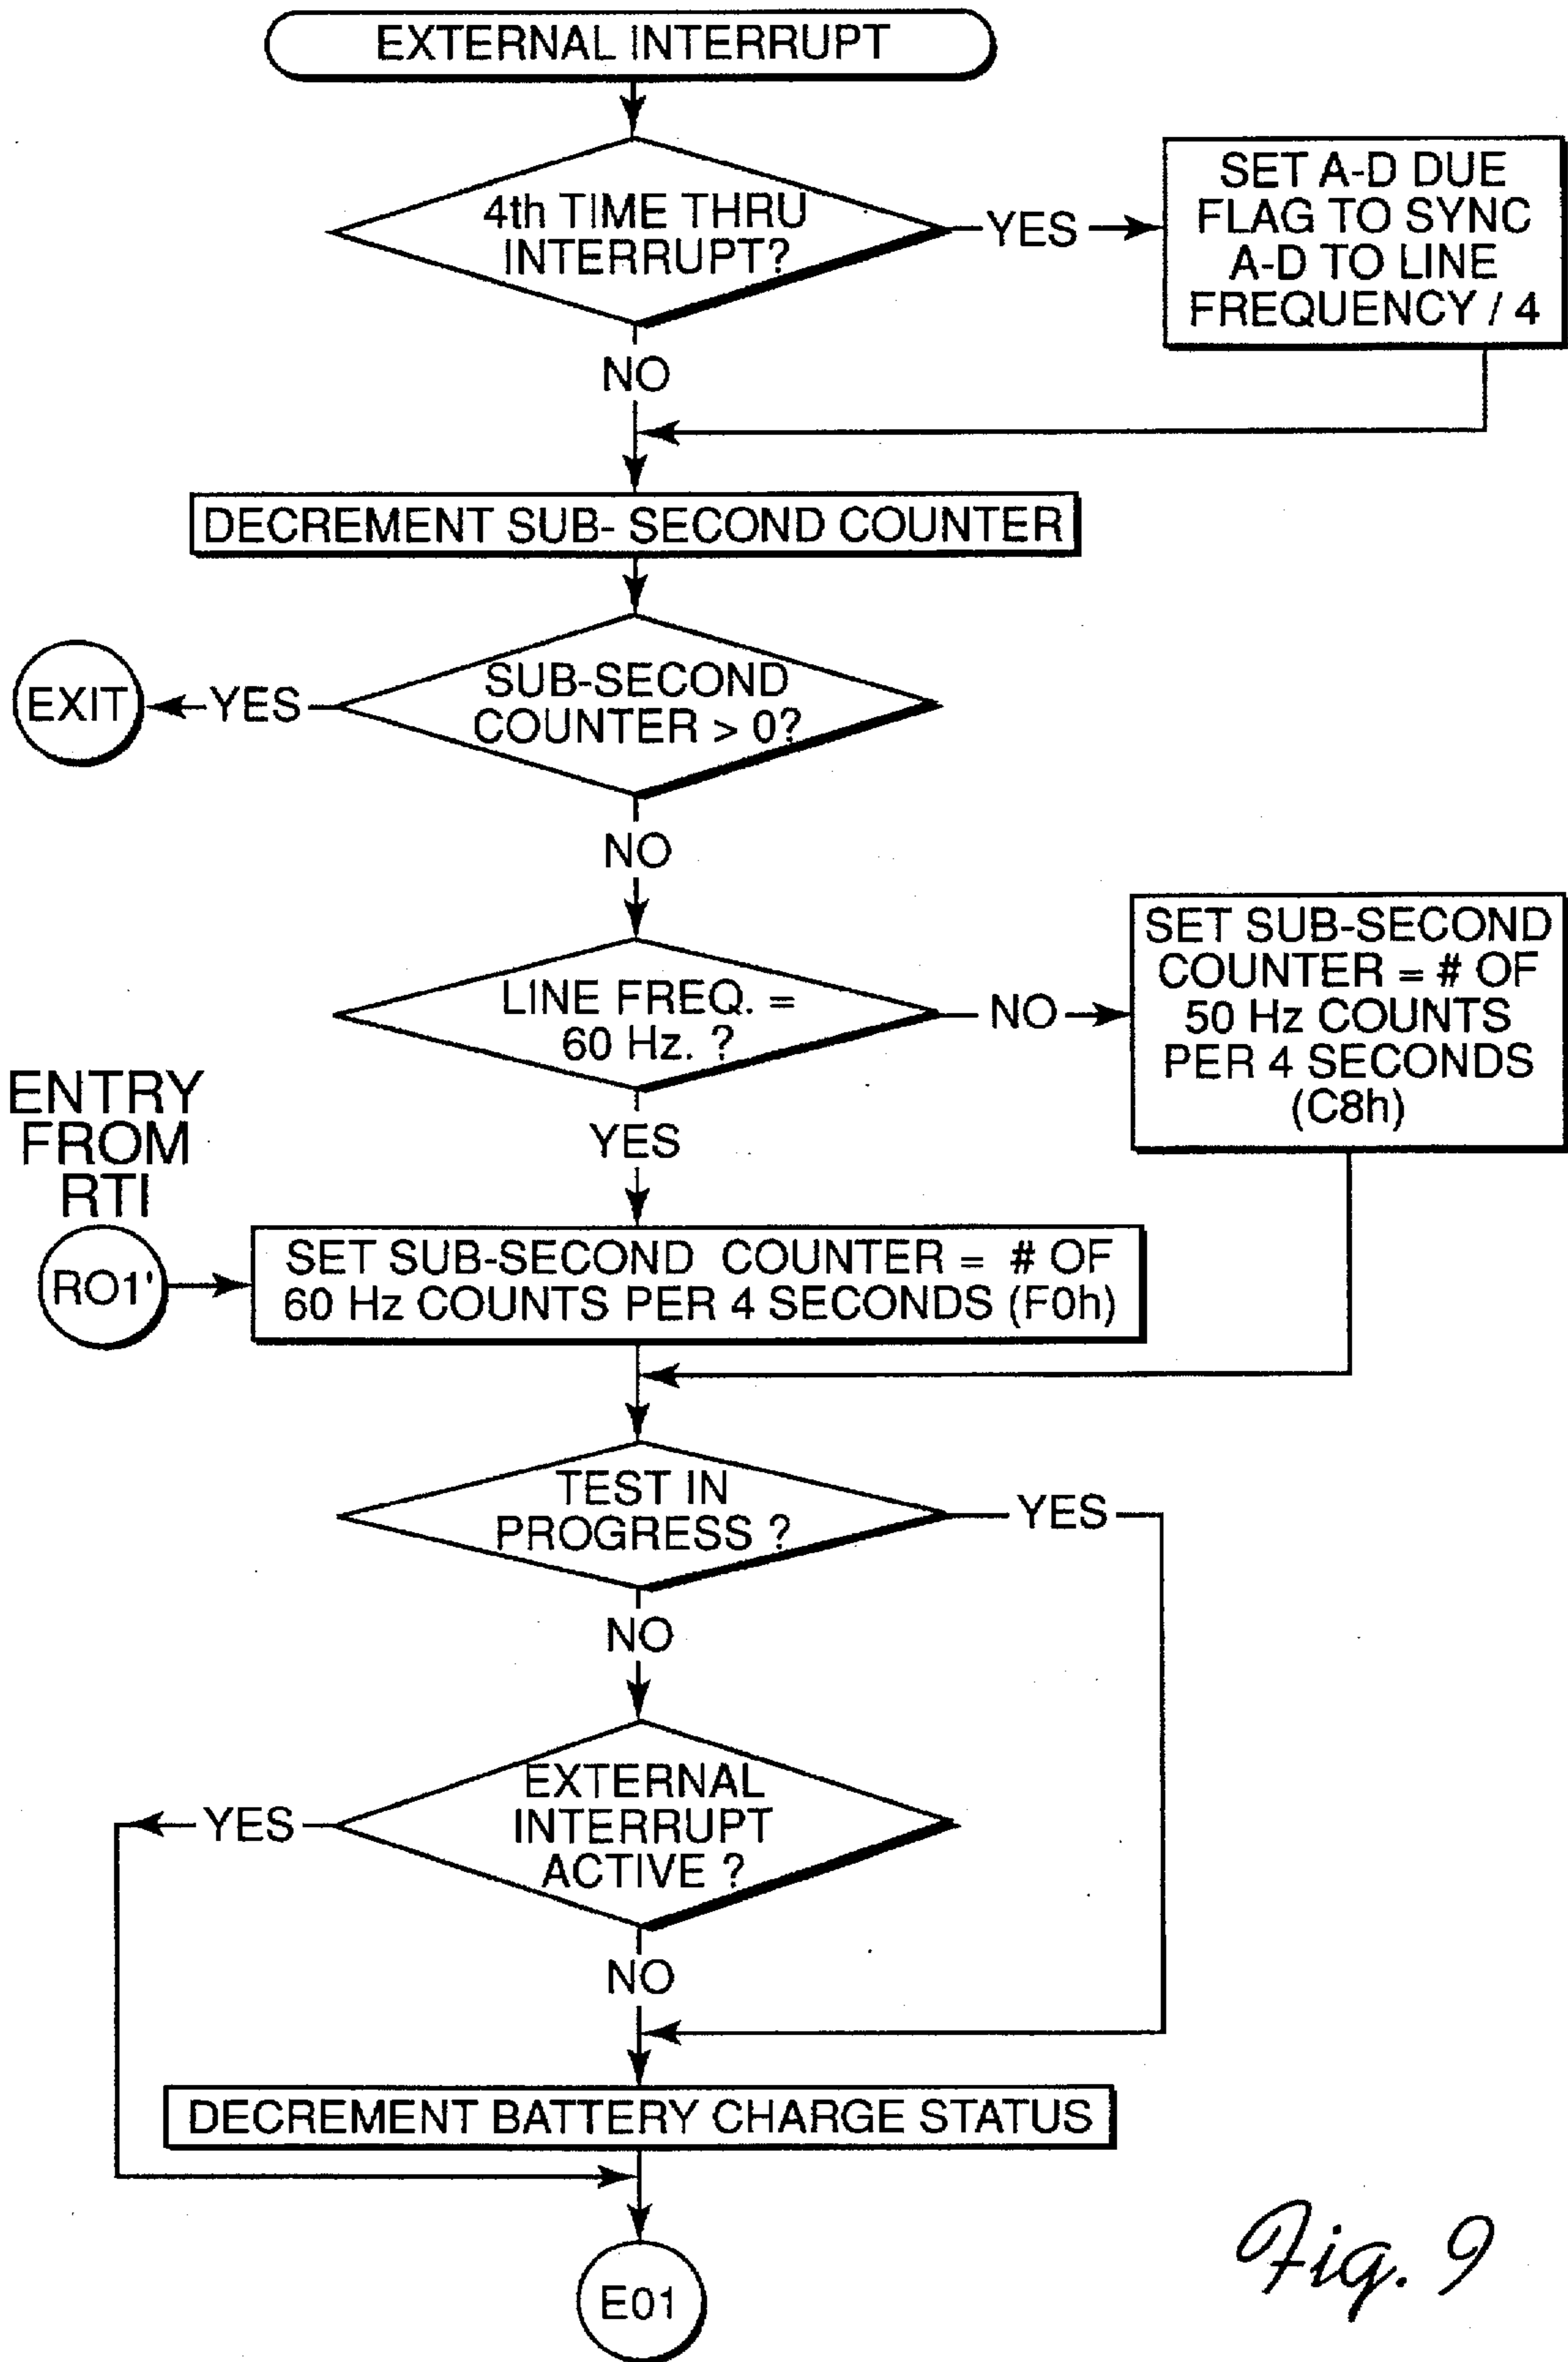 EXTERNAL INTERRUPT
4th TIME THRU
INTERRUPT?
YES
SET A-D DUE
FLAG TO SYNC
A-D TO LINE
FREQUENCY / 4
NO
DECREMENT SUB- SECOND COUNTER
SUB-SECOND
COUNTER > 0?
YES
EXIT
NO
LINE FREQ. =
60 Hz. ?
NO
SET SUB-SECOND
COUNTER = # OF
50 Hz COUNTS
PER 4 SECONDS
(C8h)
YES
ENTRY
FROM
RTI
RO1'
SET SUB-SECOND COUNTER = # OF
60 Hz COUNTS PER 4 SECONDS (F0h)
TEST IN
PROGRESS ?
YES
NO
EXTERNAL
INTERRUPT
ACTIVE ?
YES
NO
DECREMENT BATTERY CHARGE STATUS
E01
Fig. 9